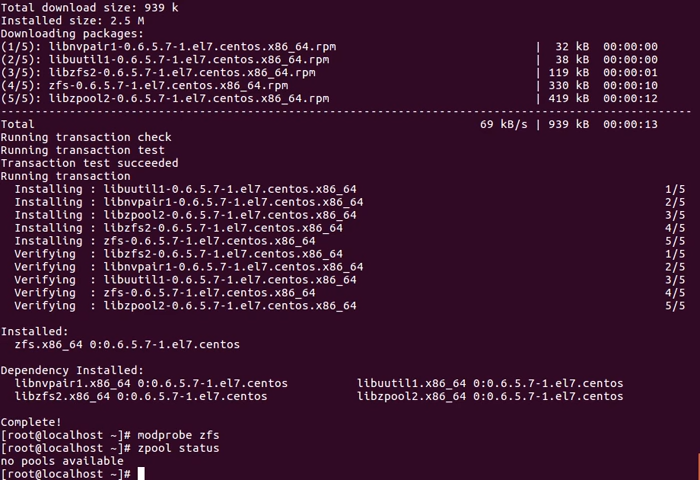 Total download size: 939 k
Installed size: 2.5 M
Downloading packages:
(1/5): libnvpair1-0.6.5.7-1.el7.centos.x86_64.rpm | 32 kB 00:00:00
(2/5): libuutil1-0.6.5.7-1.el7.centos.x86_64.rpm | 38 kB 00:00:00
(3/5): libzfs2-0.6.5.7-1.el7.centos.x86_64.rpm | 119 kB 00:00:01
(4/5): zfs-0.6.5.7-1.el7.centos.x86_64.rpm | 330 kB 00:00:10
(5/5): libzpool2-0.6.5.7-1.el7.centos.x86_64.rpm | 419 kB 00:00:12
--------------------------------------------------------------------------------
Total 69 kB/s | 939 kB 00:00:13
Running transaction check
Running transaction test
Transaction test succeeded
Running transaction
Installing : libuutil1-0.6.5.7-1.el7.centos.x86_64 1/5
Installing : libnvpair1-0.6.5.7-1.el7.centos.x86_64 2/5
Installing : libzpool2-0.6.5.7-1.el7.centos.x86_64 3/5
Installing : libzfs2-0.6.5.7-1.el7.centos.x86_64 4/5
Installing : zfs-0.6.5.7-1.el7.centos.x86_64 5/5
Verifying : libzfs2-0.6.5.7-1.el7.centos.x86_64 1/5
Verifying : libnvpair1-0.6.5.7-1.el7.centos.x86_64 2/5
Verifying : libuutil1-0.6.5.7-1.el7.centos.x86_64 3/5
Verifying : zfs-0.6.5.7-1.el7.centos.x86_64 4/5
Verifying : libzpool2-0.6.5.7-1.el7.centos.x86_64 5/5
Installed:
zfs.x86_64 0:0.6.5.7-1.el7.centos
Dependency Installed:
libnvpair1.x86_64 0:0.6.5.7-1.el7.centos libuutil1.x86_64 0:0.6.5.7-1.el7.centos
libzfs2.x86_64 0:0.6.5.7-1.el7.centos libzpool2.x86_64 0:0.6.5.7-1.el7.centos
Complete!
[root@localhost ~]# modprobe zfs
[root@localhost ~]# zpool status
no pools available
[root@localhost ~]#